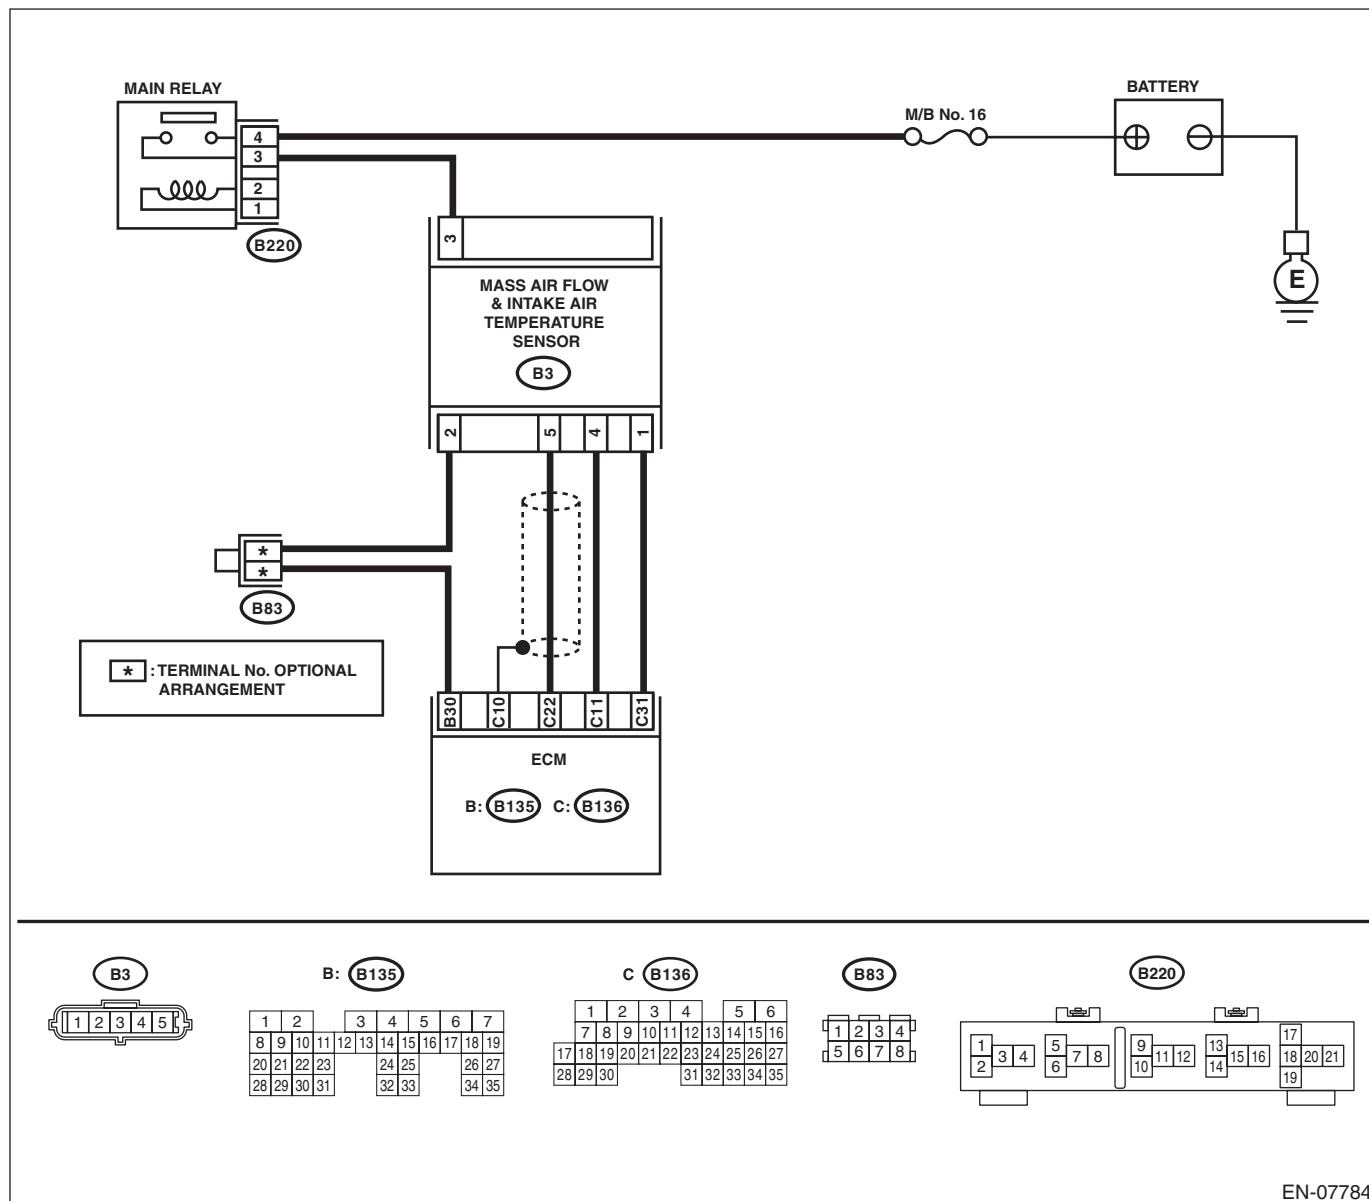 MAIN RELAY
BATTERY
M/B No. 16
4
3
2
1
B220
E
3
MASS AIR FLOW
& INTAKE AIR
TEMPERATURE
SENSOR
B3
2 5 4 1
*
*
B83
* : TERMINAL No. OPTIONAL
ARRANGEMENT
B30 C10 C22 C11 C31
ECM
B: B135 C: B136
B3
1 2 3 4 5
B: B135
1 2 3 4 5 6 7
8 9 10 11 12 13 14 15 16 17 18 19
20 21 22 23 24 25 26 27
28 29 30 31 32 33 34 35
C B136
1 2 3 4 5 6
7 8 9 10 11 12 13 14 15 16
17 18 19 20 21 22 23 24 25 26 27
28 29 30 31 32 33 34 35
B83
1 2 3 4
5 6 7 8
B220
1 2 3 4
5 6 7 8
9 10 11 12
13 14 15 16
17 18 19 20 21
EN-07784